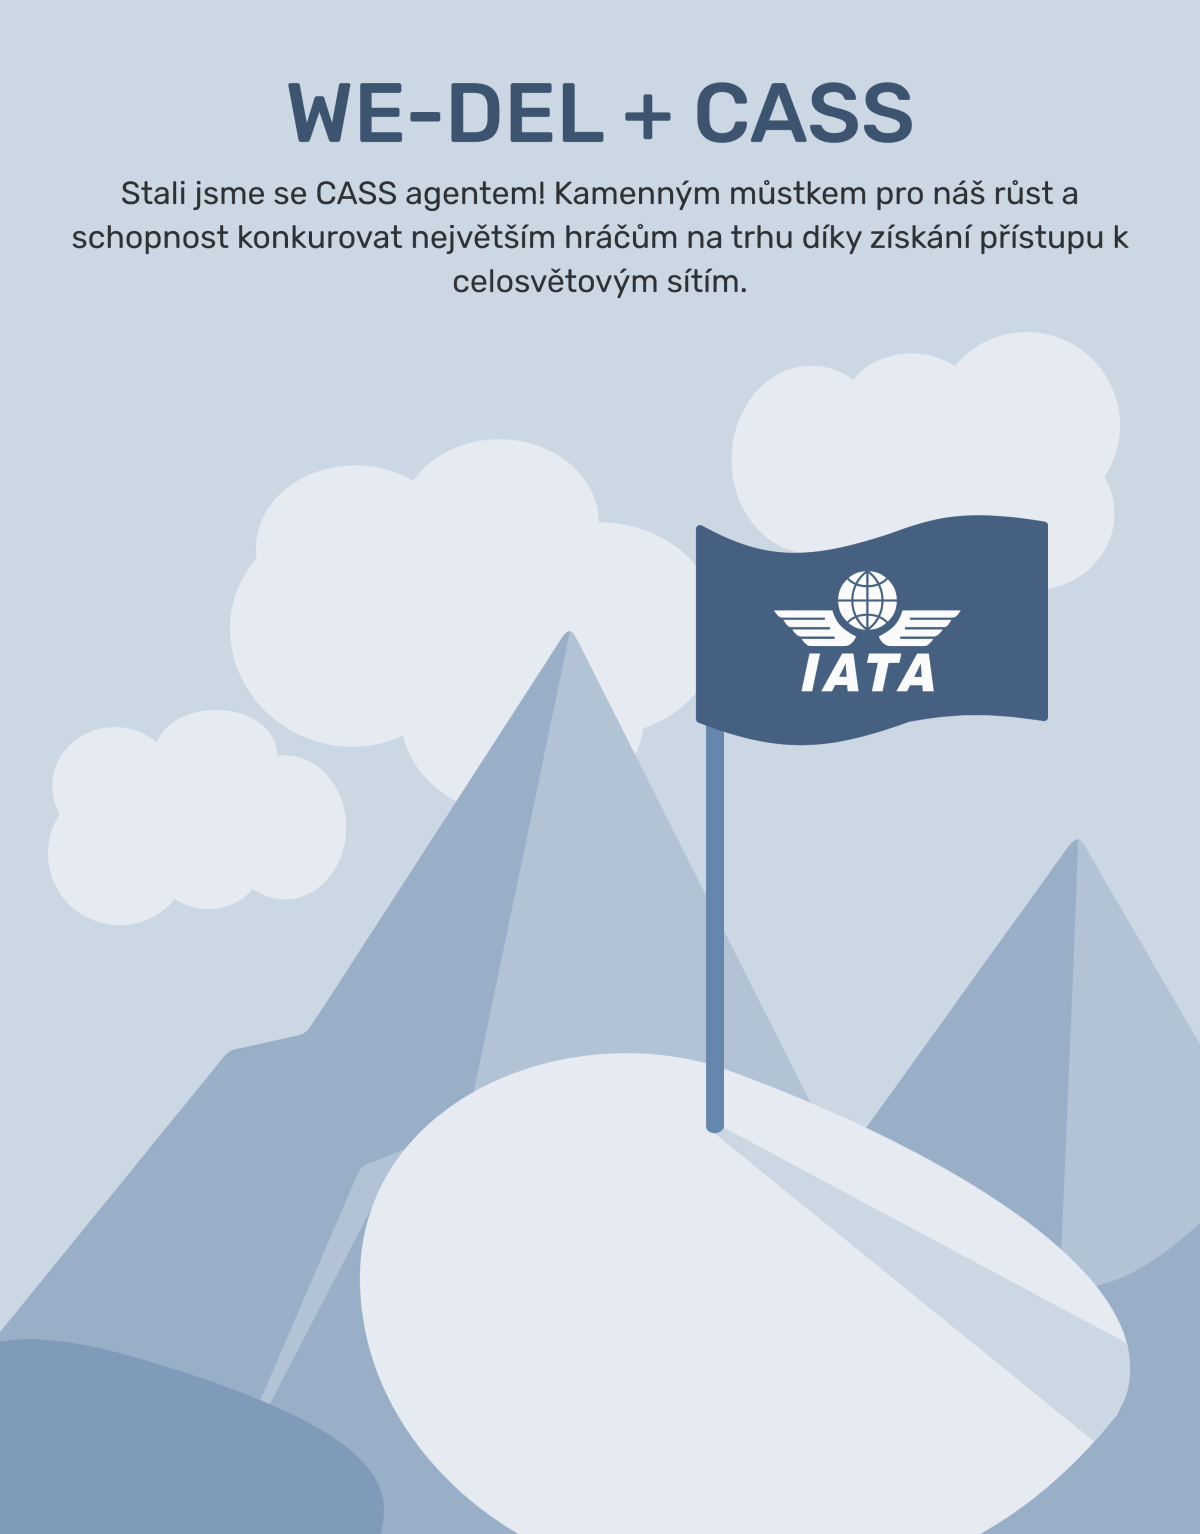 WE-DEL + CASS
Stali jsme se CASS agentem! Kamenným můstkem pro náš růst a
schopnost konkurovat největším hráčům na trhu díky získání přístupu k
celosvětovým sítím.
IATA